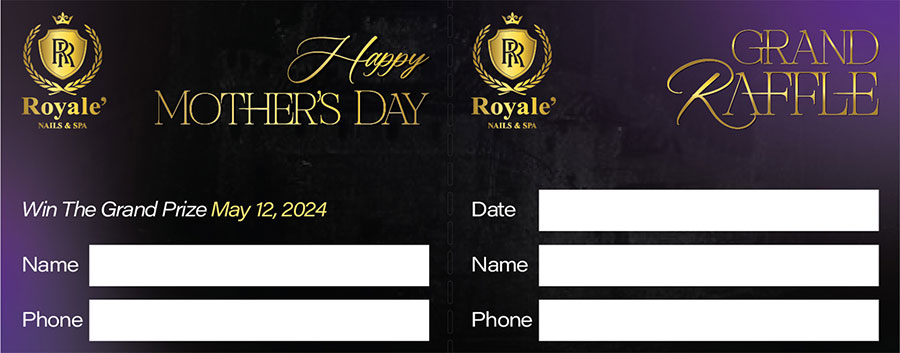 RR
Royale’
NAILS & SPA
Happy
MOTHER'S DAY
Win The Grand Prize May 12, 2024
Name
Phone
RR
Royale’
NAILS & SPA
GRAND
RAFFLE
Date
Name
Phone